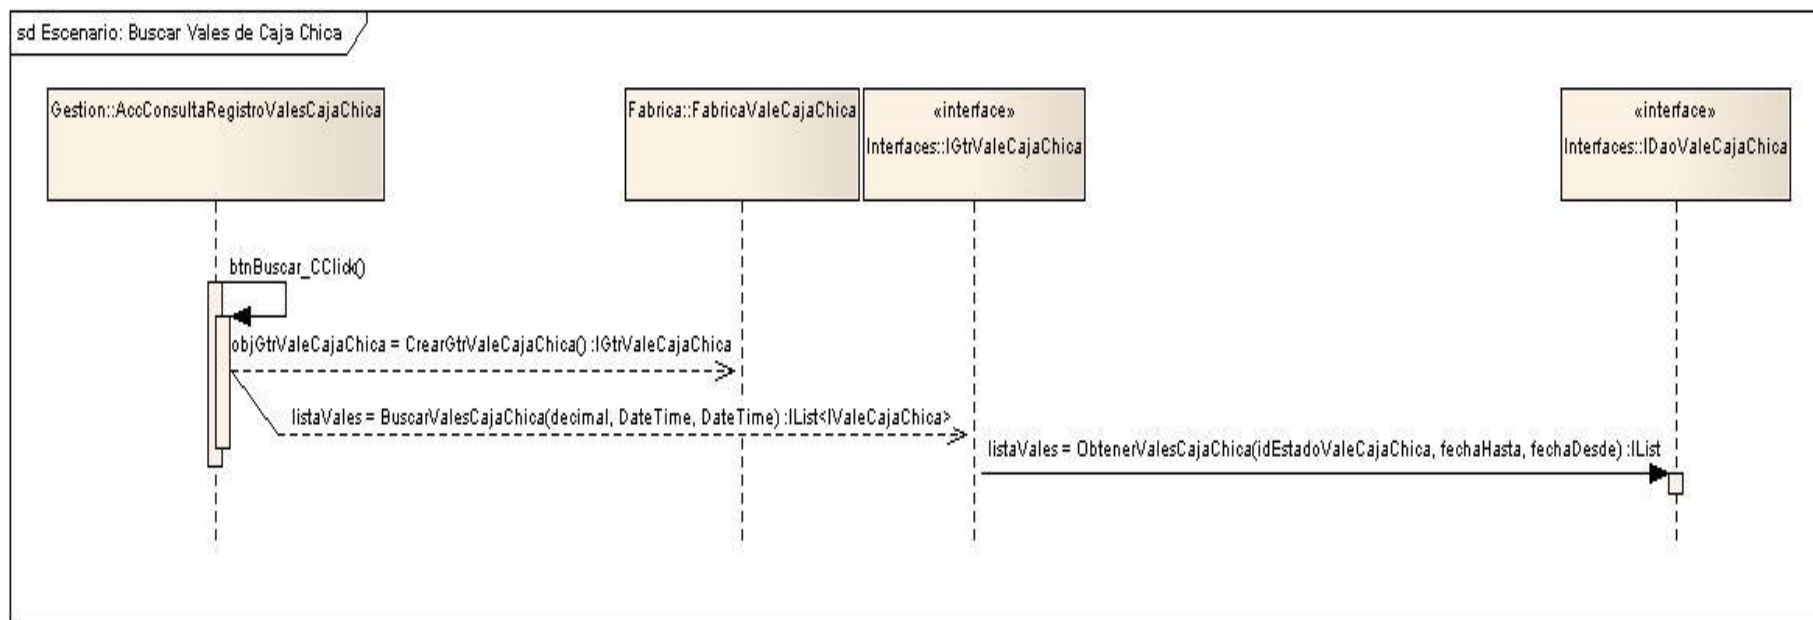 sd Escenario: Buscar Vales de Caja Chica
Gestion::AccConsultaRegistroValesCajaChica
Fabrica::FabricaValeCajaChica
«interface»
Interfaces::IGtrValeCajaChica
«interface»
Interfaces::IDaoValeCajaChica
btnBuscar_CClick()
objGtrValeCajaChica = CrearGtrValeCajaChica() :IGtrValeCajaChica
listaVales = BuscarValesCajaChica(decimal, DateTime, DateTime) :IList<IValeCajaChica>
listaVales = ObtenerValesCajaChica(idEstadoValeCajaChica, fechaHasta, fechaDesde) :IList